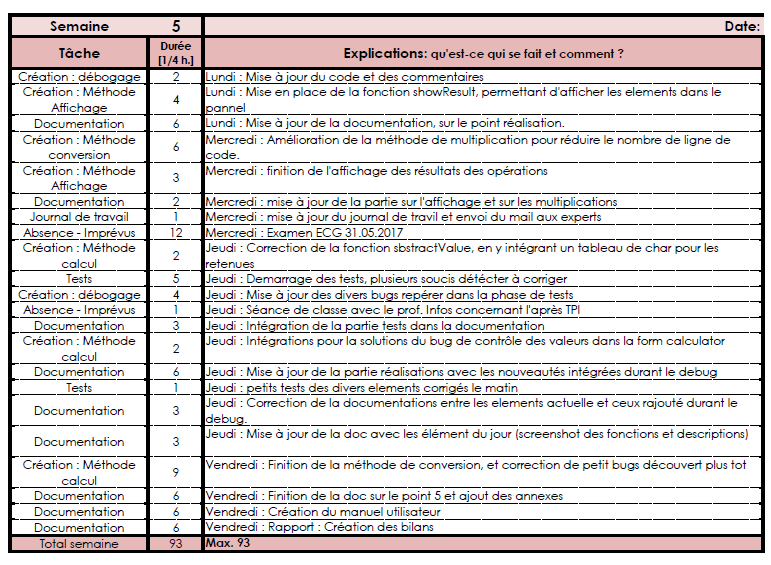 Semaine 5 Date:
Tâche Durée [1/4 h.] Explications: qu'est-ce qui se fait et comment ?
Création : débogage 2 Lundi : Mise à jour du code et des commentaires
Création : Méthode Affichage 4 Lundi : Mise en place de la fonction showResult, permettant d'afficher les elements dans le
pannel
Documentation 6 Lundi : Mise à jour de la documentation, sur le point réalisation.
Création : Méthode conversion 6 Mercredi : Amélioration de la méthode de multiplication pour réduire le nombre de ligne de
code.
Création : Méthode Affichage 3 Mercredi : finition de l'affichage des résultats des opérations
Documentation 2 Mercredi : mise à jour de la partie sur l'affichage et sur les multiplications
Journal de travail 1 Mercredi : mise à jour du journal de travil et envoi du mail aux experts
Absence - Imprévus 12 Mercredi : Examen ECG 31.05.2017
Création : Méthode calcul 2 Jeudi : Correction de la fonction sbstractValue, en y intégrant un tableau de char pour les
retenues
Tests 5 Jeudi : Demarrage des tests, plusieurs soucis détécter à corriger
Création : débogage 4 Jeudi : Mise à jour des divers bugs repérer dans la phase de tests
Absence - Imprévus 1 Jeudi : Séance de classe avec le prof. Infos concernant l'après TPI
Documentation 3 Jeudi : Intégration de la partie tests dans la documentation
Création : Méthode calcul 2 Jeudi : Intégrations pour la solutions du bug de contrôle des valeurs dans la form calculator
Documentation 6 Jeudi : Mise à jour de la partie réalisations avec les nouveautés intégrées durant le debug
Tests 1 Jeudi : petits tests des divers elements corrigés le matin
Documentation 3 Jeudi : Correction de la documentations entre les elements actuelle et ceux rajouté durant le
debug.
Documentation 3 Jeudi : Mise à jour de la doc avec les élément du jour (screenshot des fonctions et descriptions)
Création : Méthode calcul 9 Vendredi : Finition de la méthode de conversion, et correction de petit bugs découvert plus tot
Documentation 6 Vendredi : Finition de la doc sur le point 5 et ajout des annexes
Documentation 6 Vendredi : Création du manuel utilisateur
Documentation 6 Vendredi : Rapport : Création des bilans
Total semaine 93 Max. 93